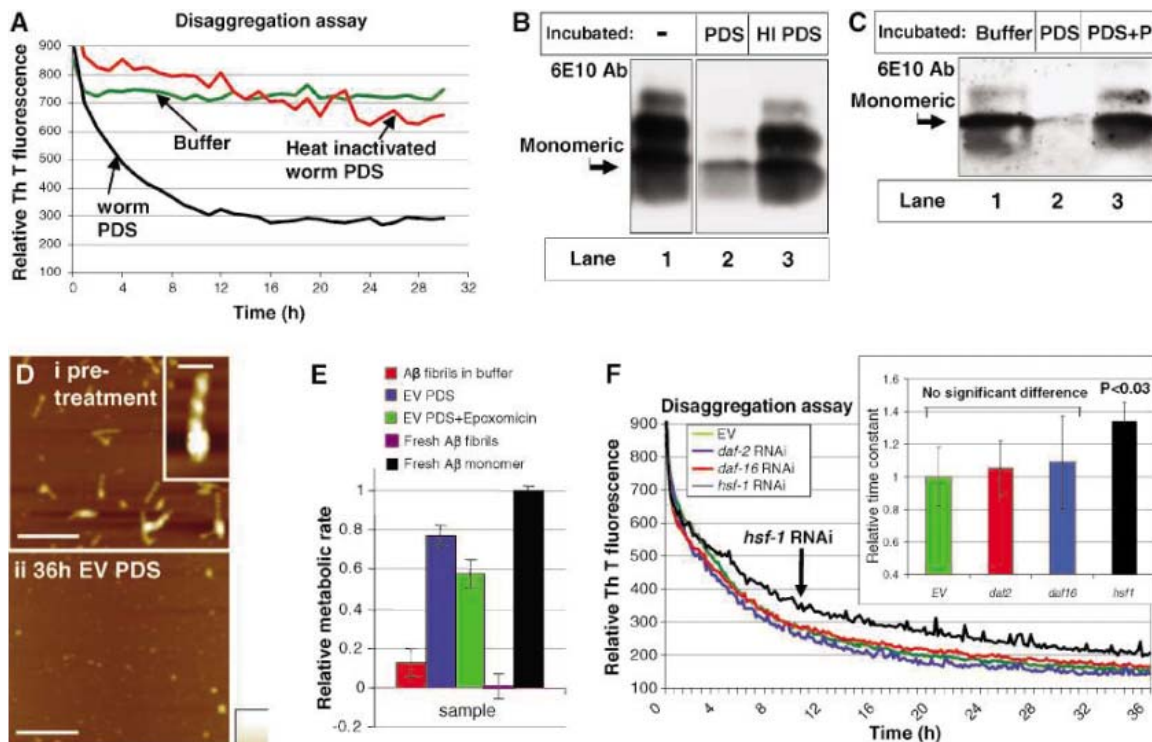 A
Disaggregation assay
Relative Th T fluorescence
900
800
700
600
500
400
300
200
100
Buffer
Heat inactivated
worm PDS
worm
PDS
0 4 8 12 16 20 24 28 32
Time (h)
B
Incubated: - PDS HI PDS
6E10 Ab
Monomeric
Lane 1 2 3
C
Incubated: Buffer PDS PDS+P
6E10 Ab
Monomeric
Lane 1 2 3
D
i pre-
treatment
ii 36h EV PDS
E
Aβ fibrils in buffer
EV PDS
EV PDS+Epoxomicin
Fresh Aβ fibrils
Fresh Aβ monomer
Relative metabolic rate
1
0.8
0.6
0.4
0.2
0
-0.2
sample
F
Disaggregation assay
Relative Th T fluorescence
900
800
700
600
500
400
300
200
100
EV
daf-2 RNAi
daf-16 RNAi
hsf-1 RNAi
hsf-1 RNAi
0 4 8 12 16 20 24 28 32 36
Time (h)
No significant difference P<0.03
Relative time constant
1.6
1.4
1.2
1
0.8
0.6
0.4
EV daf2 daf16 hsf1